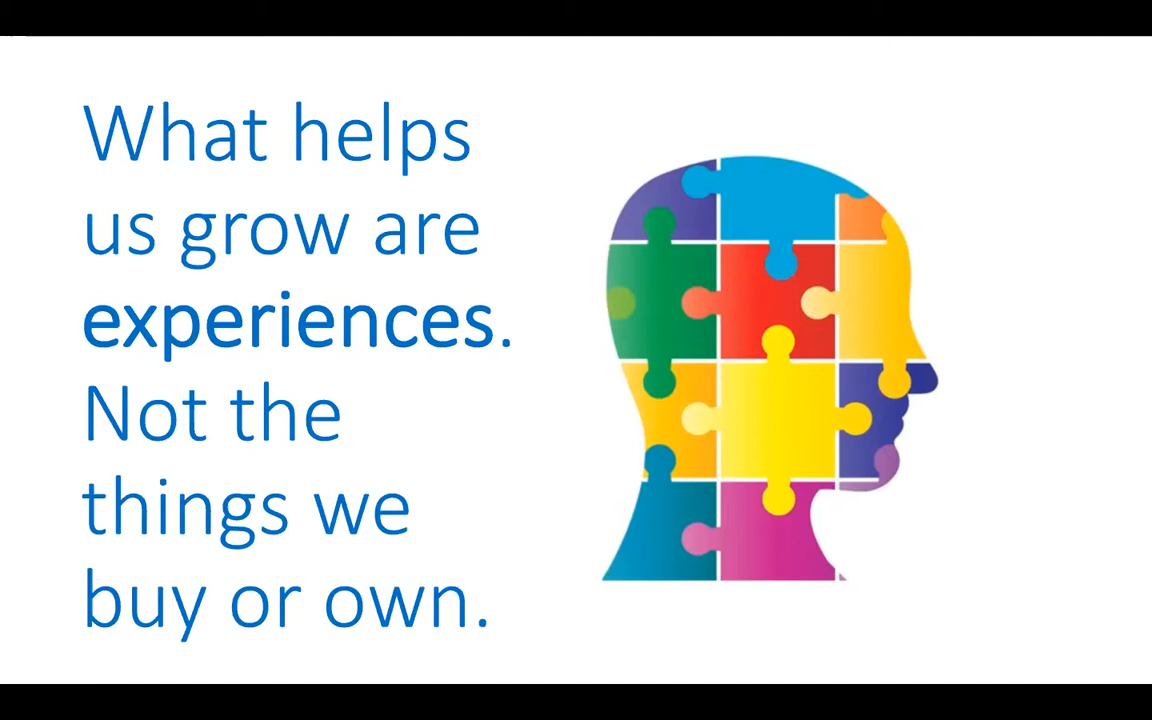 What helps
us grow are
experiences.
Not the
things we
buy or own.